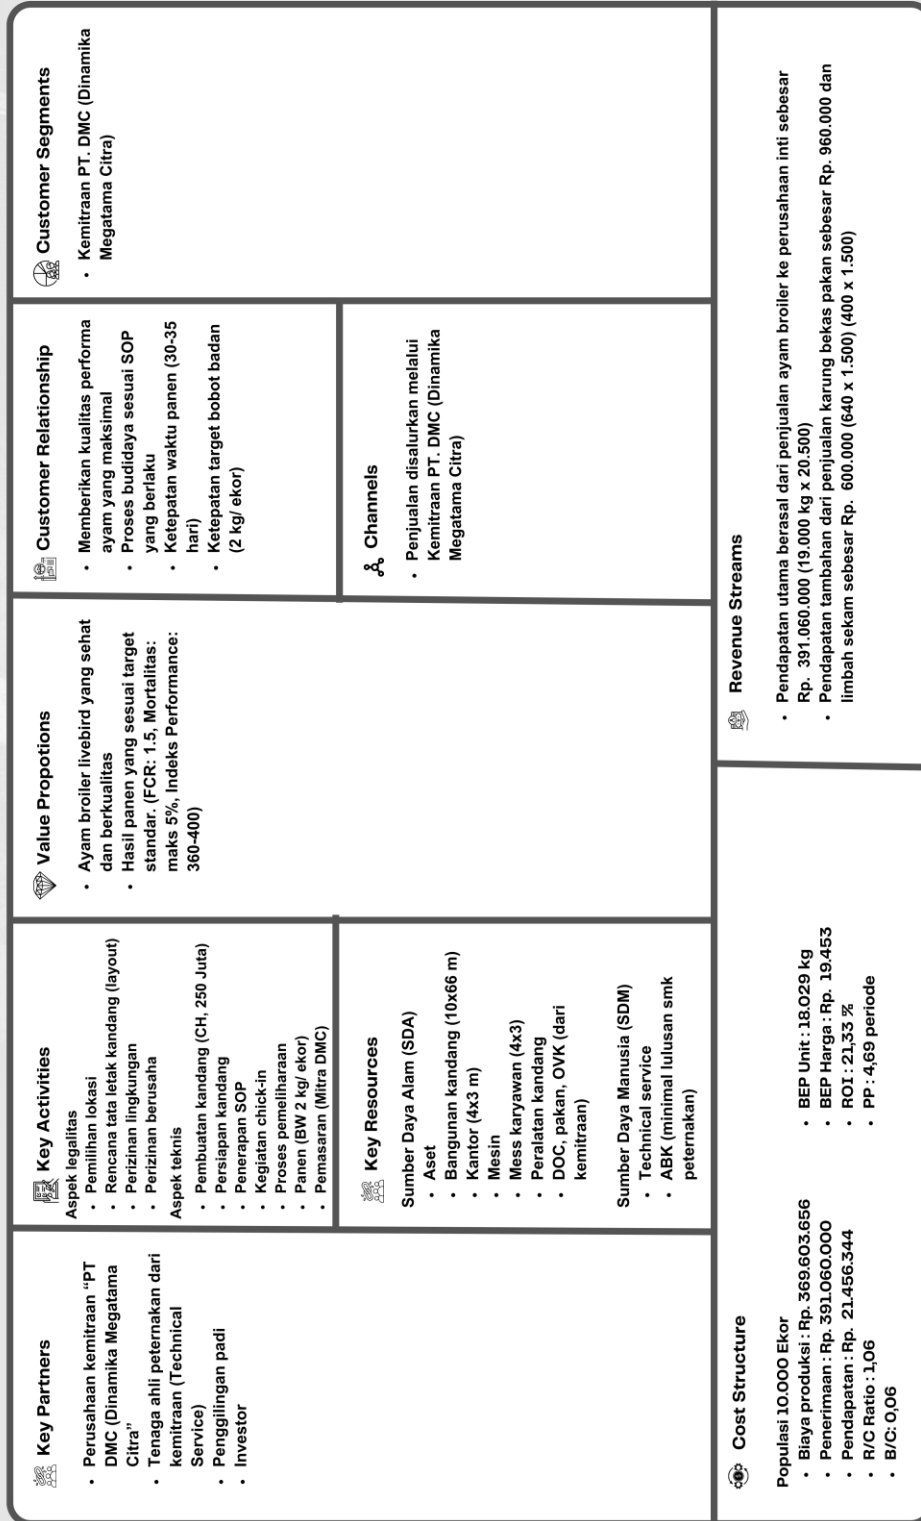 Key Partners
• Perusahaan kemitraan “PT
DMC (Dinamika Megatama
Citra”
• Tenaga ahli peternakan dari
kemitraan (Technical
Service)
• Penggilingan padi
• Investor
Key Activities
Aspek legalitas
• Pemilihan lokasi
• Rencana tata letak kandang (layout)
• Perizinan lingkungan
• Perizinan berusaha
Aspek teknis
• Pembuatan kandang (CH, 250 Juta)
• Persiapan kandang
• Penerapan SOP
• Kegiatan chick-in
• Proses pemeliharaan
• Panen (BW 2 kg/ ekor)
• Pemasaran (Mitra DMC)
Key Resources
Sumber Daya Alam (SDA)
• Aset
• Bangunan kandang (10x66 m)
• Kantor (4x3 m)
• Mesin
• Mess karyawan (4x3)
• Peralatan kandang
• DOC, pakan, OVK (dari
kemitraan)
Sumber Daya Manusia (SDM)
• Technical service
• ABK (minimal lulusan smk
peternakan)
Value Propotions
• Ayam broiler livebird yang sehat
dan berkualitas
• Hasil panen yang sesuai target
standar. (FCR: 1.5, Mortalitas:
maks 5%, Indeks Performance:
360-400)
Customer Relationship
• Memberikan kualitas performa
ayam yang maksimal
• Proses budidaya sesuai SOP
yang berlaku
• Ketepatan waktu panen (30-35
hari)
• Ketepatan target bobot badan
(2 kg/ ekor)
Channels
• Penjualan disalurkan melalui
Kemitraan PT. DMC (Dinamika
Megatama Citra)
Customer Segments
• Kemitraan PT. DMC (Dinamika
Megatama Citra)
Cost Structure
Populasi 10.000 Ekor
• Biaya produksi : Rp. 369.603.656
• Penerimaan : Rp. 391.060.000
• Pendapatan : Rp. 21.456.344
• R/C Ratio : 1,06
• B/C: 0,06
• BEP Unit : 18.029 kg
• BEP Harga : Rp. 19.453
• ROI : 21,33 %
• PP : 4,69 periode
Revenue Streams
• Pendapatan utama berasal dari penjualan ayam broiler ke perusahaan inti sebesar
Rp. 391.060.000 (19.000 kg x 20.500)
• Pendapatan tambahan dari penjualan karung bekas pakan sebesar Rp. 960.000 dan
limbah sekam sebesar Rp. 600.000 (640 x 1.500) (400 x 1.500)